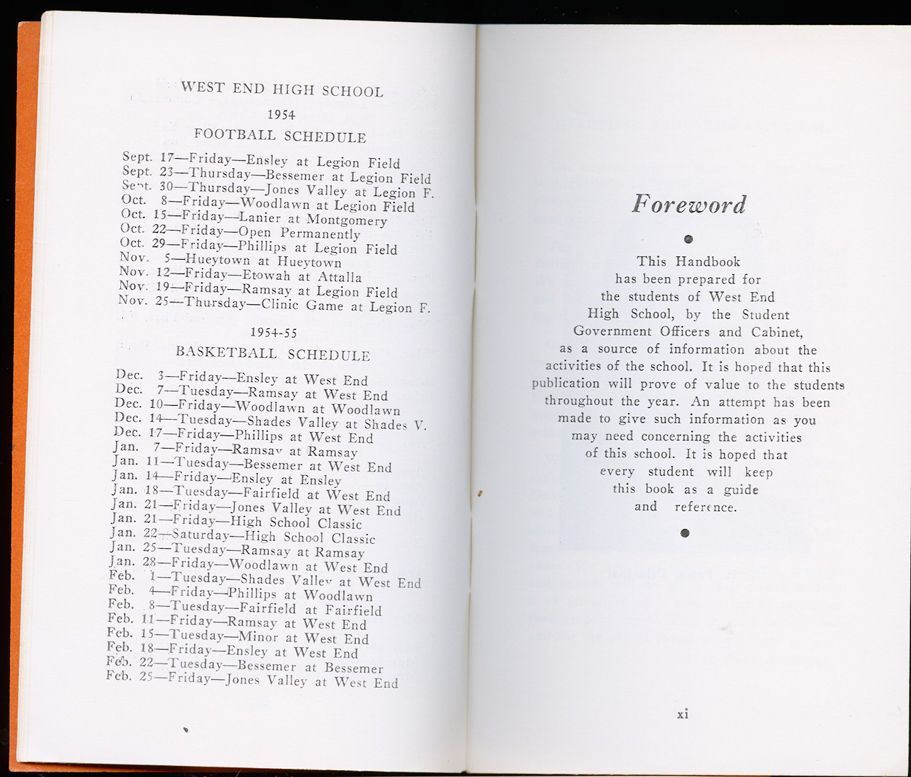 WEST END HIGH SCHOOL
1954
FOOTBALL SCHEDULE
Sept. 17—Friday—Ensley at Legion Field
Sept. 23—Thursday—Bessemer at Legion Field
Sept. 30—Thursday—Jones Valley at Legion F.
Oct. 8—Friday—Woodlawn at Legion Field
Oct. 15—Friday—Lanier at Montgomery
Oct. 22—Friday—Open Permanently
Oct. 29—Friday—Phillips at Legion Field
Nov. 5—Hueytown at Hueytown
Nov. 12—Friday—Etowah at Attalla
Nov. 19—Friday—Ramsay at Legion Field
Nov. 25—Thursday—Clinic Game at Legion F.
1954-55
BASKETBALL SCHEDULE
Dec. 3—Friday—Ensley at West End
Dec. 7—Tuesday—Ramsay at West End
Dec. 10—Friday—Woodlawn at Woodlawn
Dec. 14—Tuesday—Shades Valley at Shades V.
Dec. 17—Friday—Phillips at West End
Jan. 7—Friday—Ramsay at Ramsay
Jan. 11—Tuesday—Bessemer at West End
Jan. 14—Friday—Ensley at Ensley
Jan. 18—Tuesday—Fairfield at West End
Jan. 21—Friday—Jones Valley at West End
Jan. 21—Friday—High School Classic
Jan. 22—Saturday—High School Classic
Jan. 25—Tuesday—Ramsay at Ramsay
Jan. 28—Friday—Woodlawn at West End
Feb. 1—Tuesday—Shades Valley at West End
Feb. 4—Friday—Phillips at Woodlawn
Feb. 8—Tuesday—Fairfield at Fairfield
Feb. 11—Friday—Ramsay at West End
Feb. 15—Tuesday—Minor at West End
Feb. 18—Friday—Ensley at West End
Feb. 22—Tuesday—Bessemer at Bessemer
Feb. 25—Friday—Jones Valley at West End
Foreword
This Handbook
has been prepared for
the students of West End
High School, by the Student
Government Officers and Cabinet,
as a source of information about the
activities of the school. It is hoped that this
publication will prove of value to the students
throughout the year. An attempt has been
made to give such information as you
may need concerning the activities
of this school. It is hoped that
every student will keep
this book as a guide
and reference.
xi